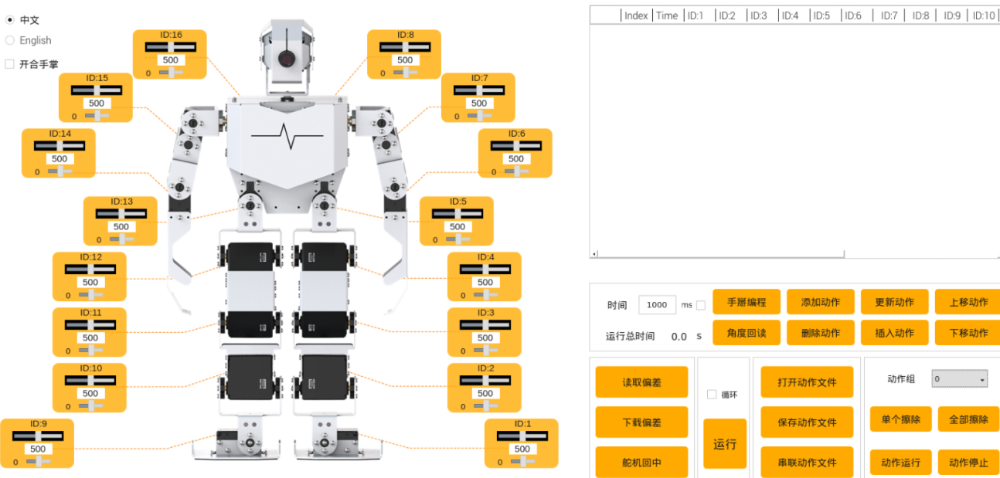 中文
English
开合手掌
ID:16
500
0
ID:15
500
0
ID:14
500
0
ID:13
500
0
ID:12
500
0
ID:11
500
0
ID:10
500
0
ID:9
500
0
ID:8
500
0
ID:7
500
0
ID:6
500
0
ID:5
500
0
ID:4
500
0
ID:3
500
0
ID:2
500
0
ID:1
500
0
Index Time ID:1 ID:2 ID:3 ID:4 ID:5 ID:6 ID:7 ID:8 ID:9 ID:10
时间 1000 ms 手掰编程 添加动作 更新动作 上移动作
运行总时间 0.0 s 角度回读 删除动作 插入动作 下移动作
读取偏差
下载偏差
舵机回中
循环
运行
打开动作文件
保存动作文件
串联动作文件
动作组 0
单个擦除 全部擦除
动作运行 动作停止